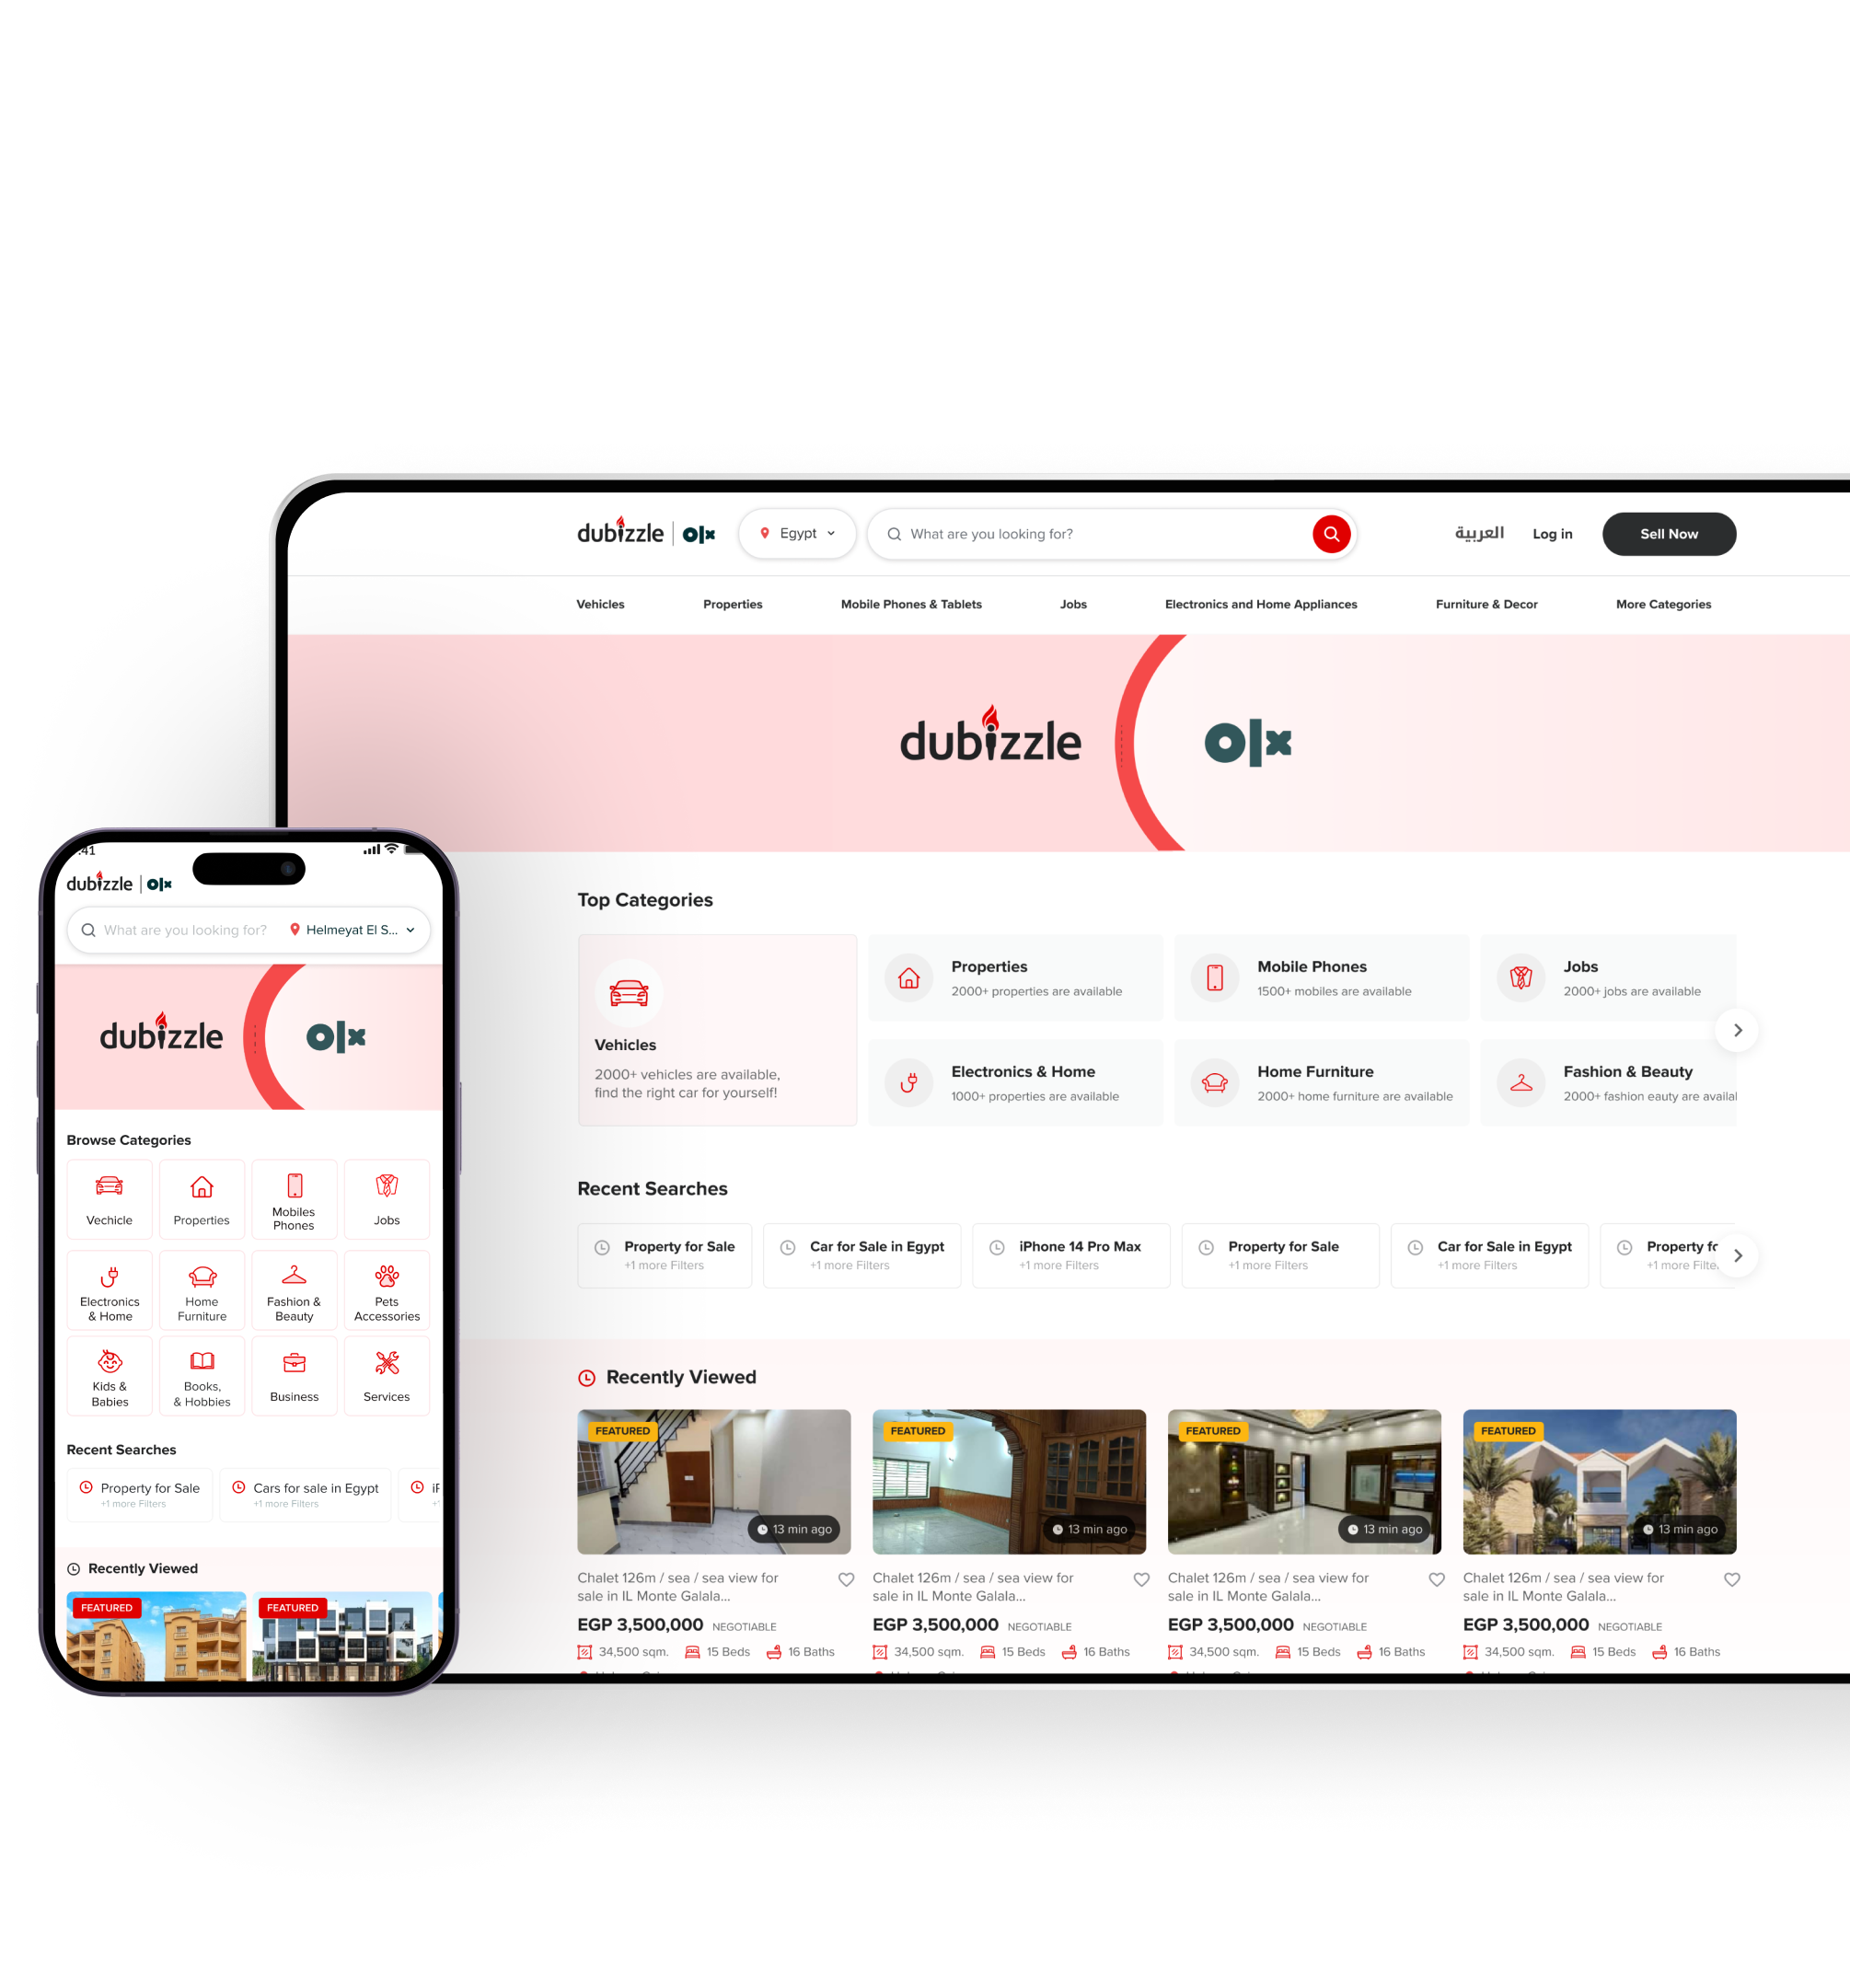 dubizzle olx
Egypt
What are you looking for?
العربية
Log in
Sell Now
Vehicles
Properties
Mobile Phones & Tablets
Jobs
Electronics and Home Appliances
Furniture & Decor
More Categories
dubizzle
olx
Top Categories
Vehicles
2000+ vehicles are available,
find the right car for yourself!
Properties
2000+ properties are available
Mobile Phones
1500+ mobiles are available
Jobs
2000+ jobs are available
Electronics & Home
1000+ properties are available
Home Furniture
2000+ home furniture are available
Fashion & Beauty
2000+ fashion eauty are availal
Recent Searches
Property for Sale
+1 more Filters
Car for Sale in Egypt
+1 more Filters
iPhone 14 Pro Max
+1 more Filters
Property for Sale
+1 more Filters
Car for Sale in Egypt
+1 more Filters
Property fo
+1 more Filte
Recently Viewed
FEATURED
13 min ago
Chalet 126m / sea / sea view for
sale in IL Monte Galala...
EGP 3,500,000 NEGOTIABLE
34,500 sqm. 15 Beds 16 Baths
FEATURED
13 min ago
Chalet 126m / sea / sea view for
sale in IL Monte Galala...
EGP 3,500,000 NEGOTIABLE
34,500 sqm. 15 Beds 16 Baths
FEATURED
13 min ago
Chalet 126m / sea / sea view for
sale in IL Monte Galala...
EGP 3,500,000 NEGOTIABLE
34,500 sqm. 15 Beds 16 Baths
FEATURED
13 min ago
Chalet 126m / sea / sea view for
sale in IL Monte Galala...
EGP 3,500,000 NEGOTIABLE
34,500 sqm. 15 Beds 16 Baths
:41
dubizzle olx
What are you looking for?
Helmeyat El S...
dubizzle
olx
Browse Categories
Vechicle
Properties
Mobiles
Phones
Jobs
Electronics
& Home
Home
Furniture
Fashion &
Beauty
Pets
Accessories
Kids &
Babies
Books,
& Hobbies
Business
Services
Recent Searches
Property for Sale
+1 more Filters
Cars for sale in Egypt
+1 more Filters
iF
+1
Recently Viewed
FEATURED
FEATURED